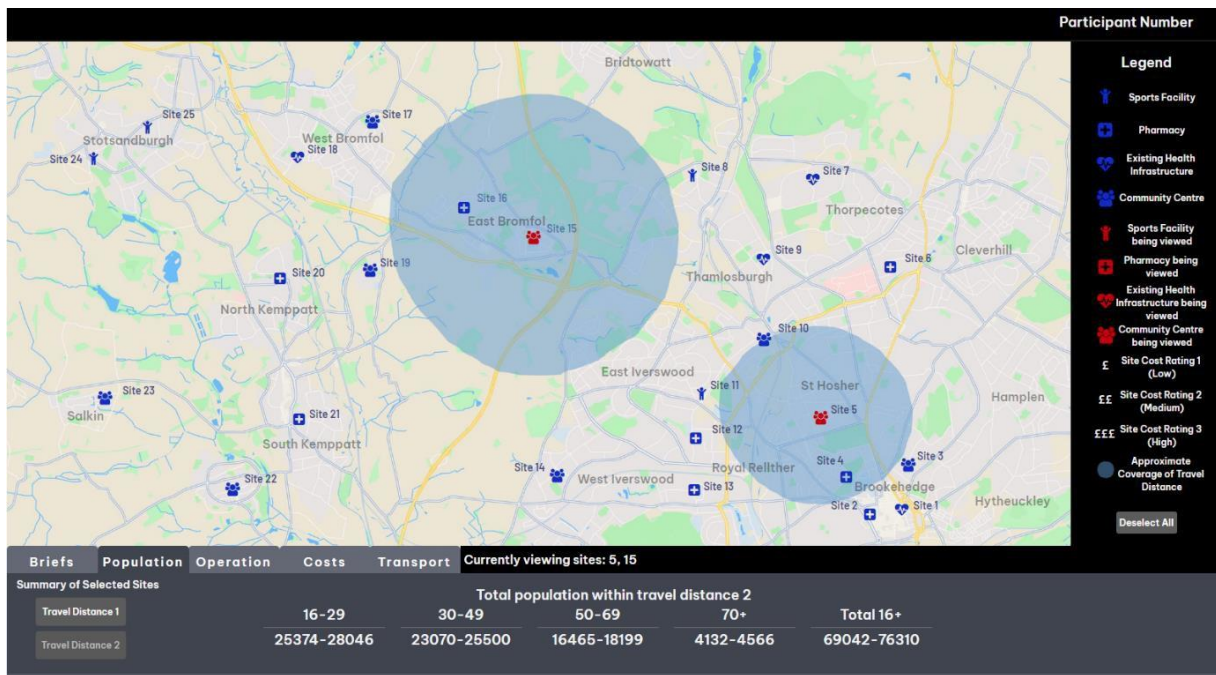 Participant Number
Bridtowatt
Legend
Site 25
Site 17
Sports Facility
Stotsandburgh
West Bromfol
Pharmacy
Site 24
Site 18
Site 8
Site 7
Existing Health
Infrastructure
Site 16
Community Centre
East Bromfol
Site 15
Thorpecotes
Sports Facility
being viewed
Cleverhill
Site 9
Site 6
Site 19
Pharmacy being
viewed
Site 20
Thamlosburgh
Existing Health
Infrastructure being
viewed
North Kemppatt
Site 10
Community Centre
being viewed
East Iverswood
Site 11
St Hosher
Site Cost Rating 1
£
(Low)
Site 23
Hamplen
Site Cost Rating 2
££
(Medium)
Salkin
Site 21
Site 5
Site 12
Site Cost Rating 3
£££
(High)
South Kemppatt
Site 14
Royal Rellther
Site 4
Site 3
Approximate
Coverage of Travel
Distance
Site 22
West Iverswood
Site 13
Brookehedge
Hytheuckley
Site 2
Site 1
Deselect All
Briefs
Population
Operation
Costs
Transport
Currently viewing sites: 5, 15
Summary of Selected Sites
Total population within travel distance 2
Travel Distance 1
16-29 30-49 50-69 70+ Total 16+
25374-28046 23070-25500 16465-18199 4132-4566 69042-76310
Travel Distance 2